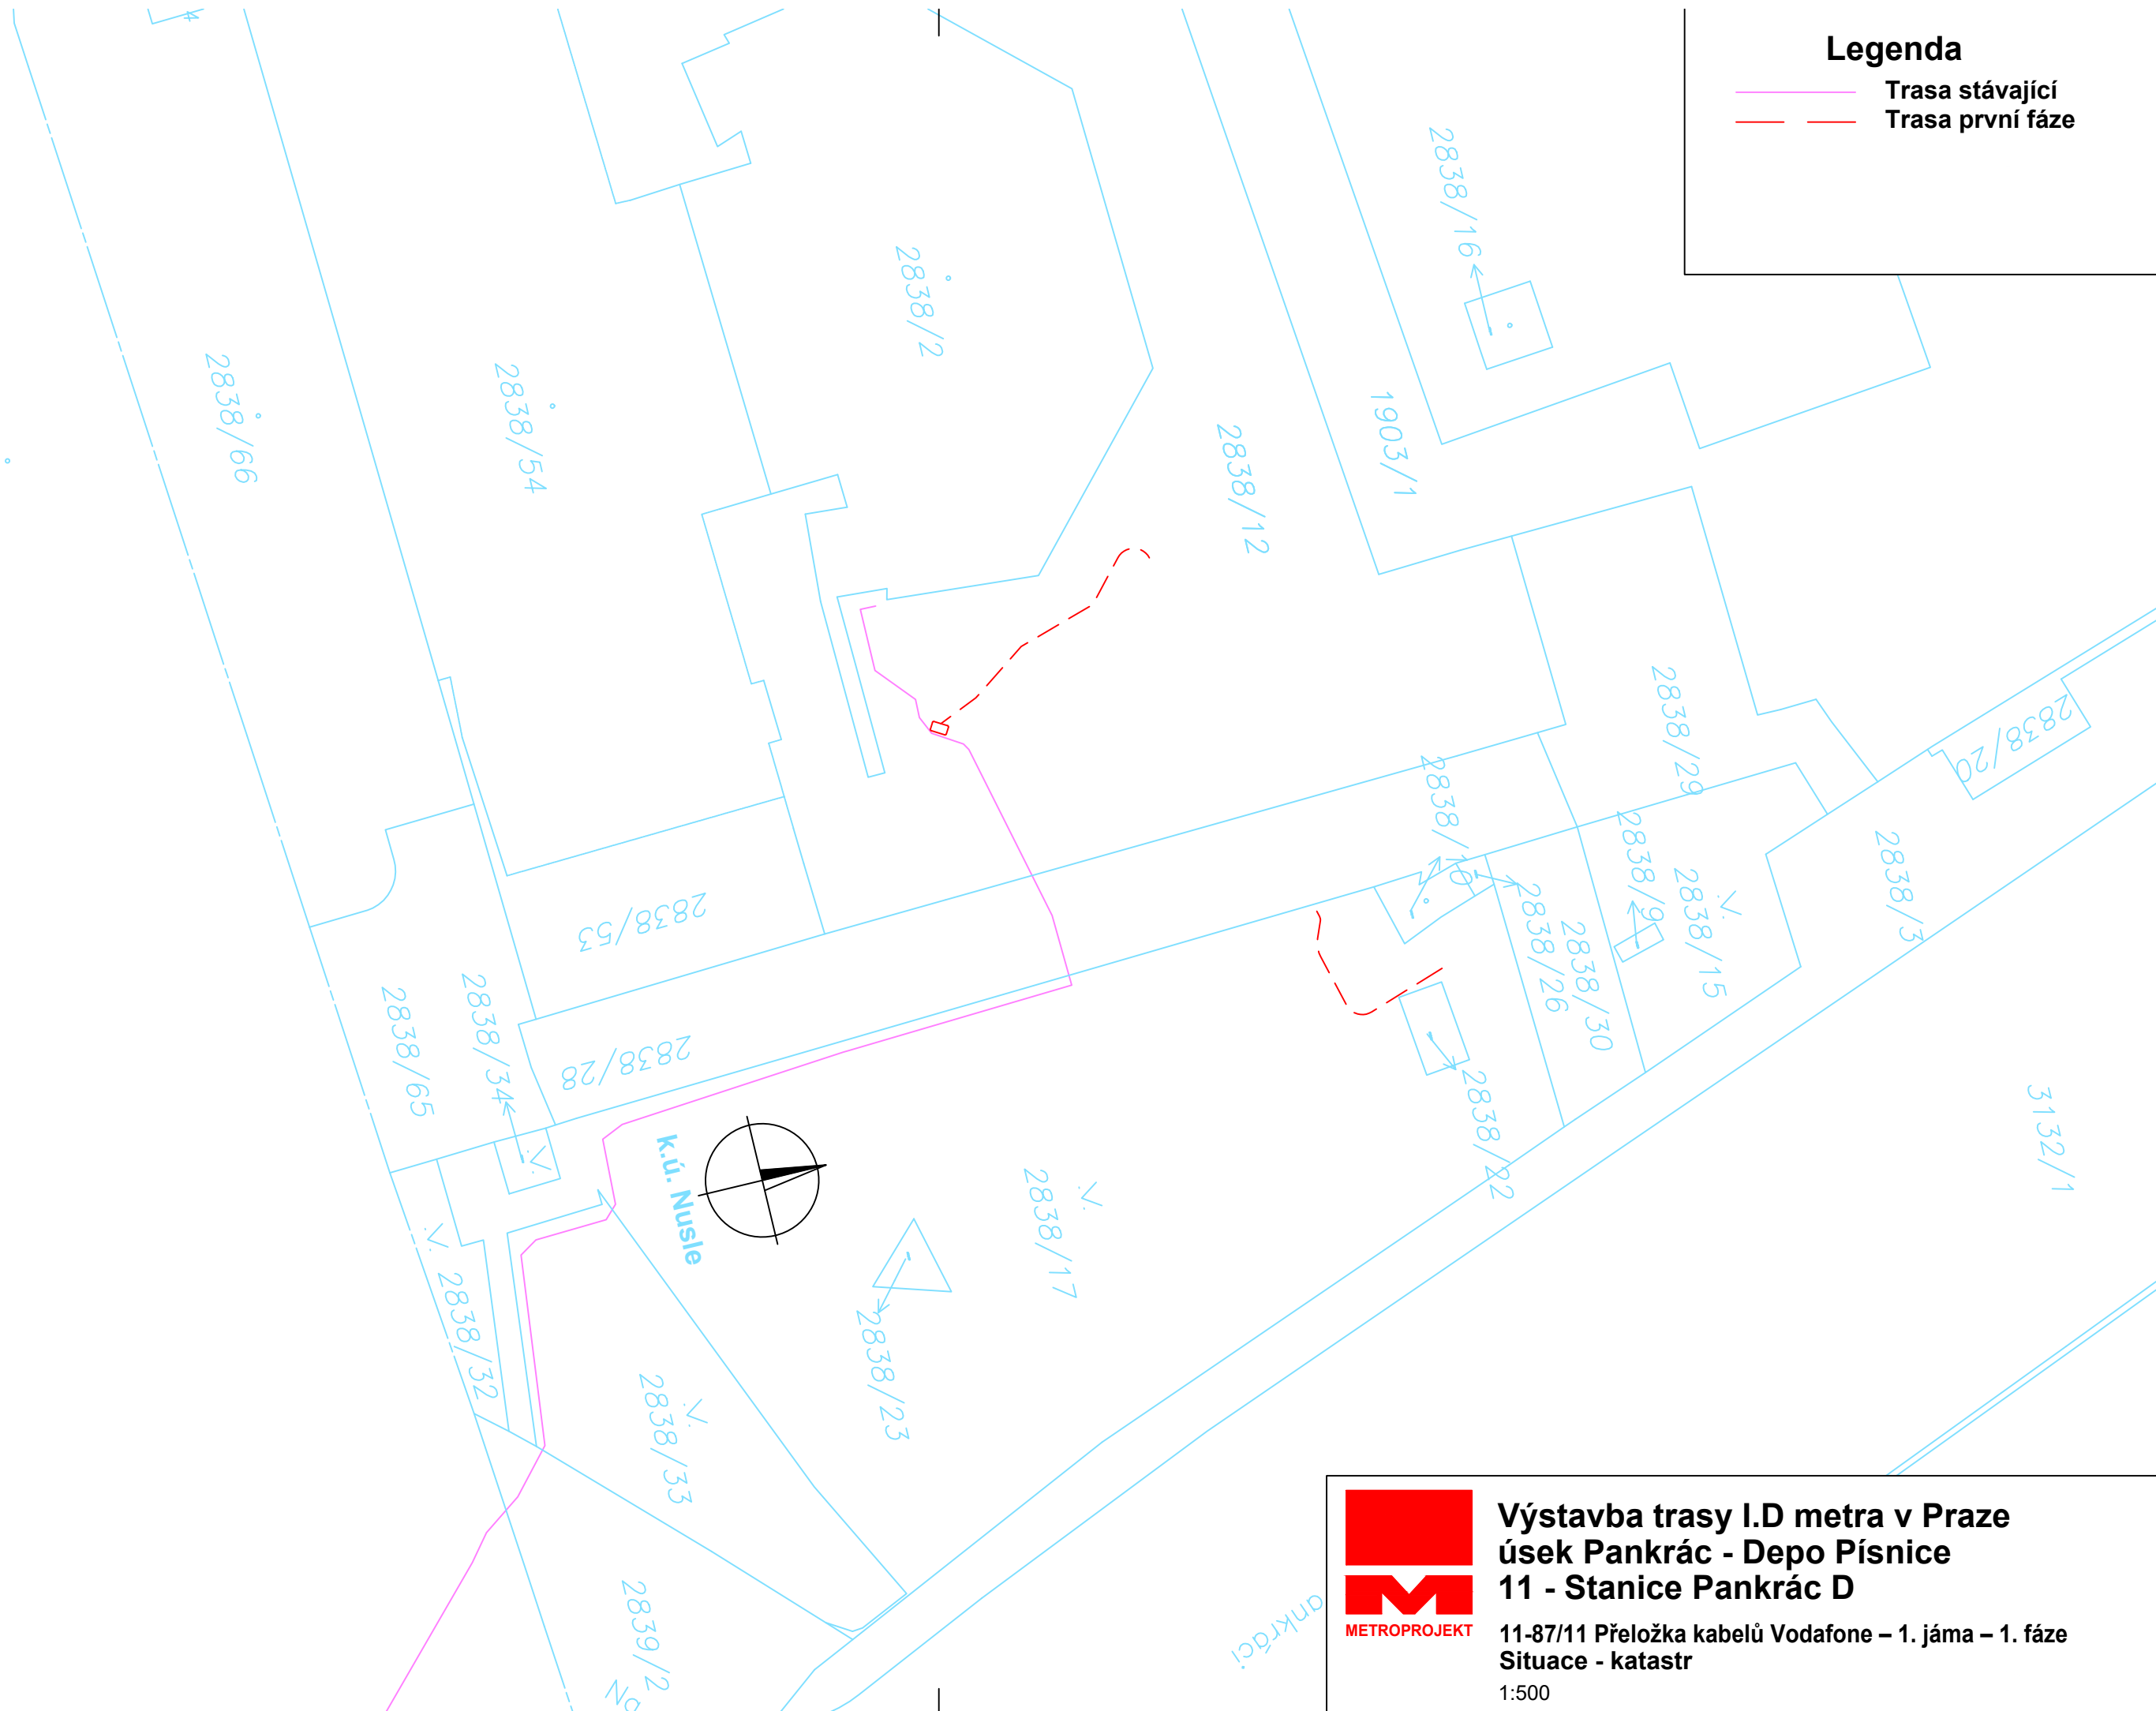 Legenda
Trasa stávající
Trasa první fáze
2838/16
2838/2
2838/66
2838/54
1903/1
2838/12
2838/29
2838/20
2838/10
2838/9
2838/15
2838/3
2838/53
2838/26
2838/30
2838/65
2838/34
2838/28
2838/22
3132/1
k.ú. Nusle
2838/17
2838/32
2838/23
2838/33
2839/2
Na
ankráci
METROPROJEKT
Výstavba trasy I.D metra v Praze
úsek Pankrác - Depo Písnice
11 - Stanice Pankrác D
11-87/11 Přeložka kabelů Vodafone – 1. jáma – 1. fáze
Situace - katastr
1:500